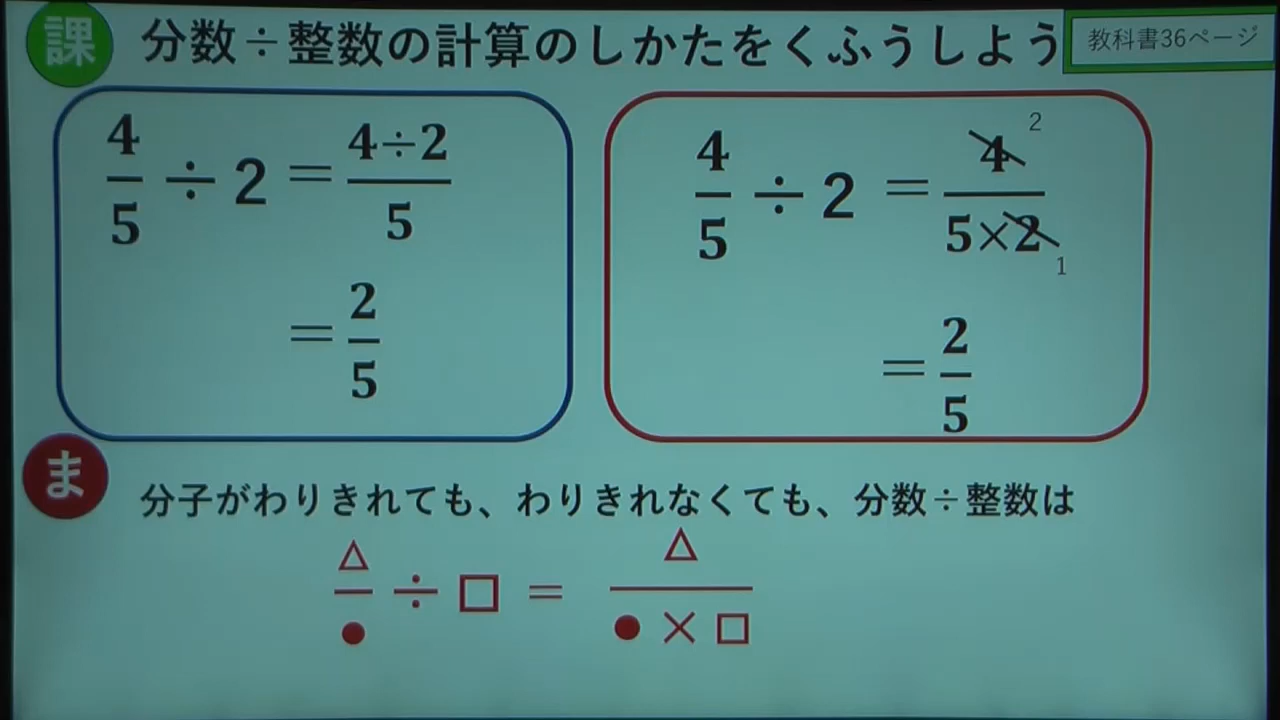 課 分数÷整数の計算のしかたをくふうしよう 教科書36ページ
4/5 ÷ 2 = 4÷2/5
= 2/5
4/5 ÷ 2 = 4/5×2 2 1
= 2/5
ま 分子がわりきれても、わりきれなくても、分数÷整数は
△/● ÷ □ = △/● × □